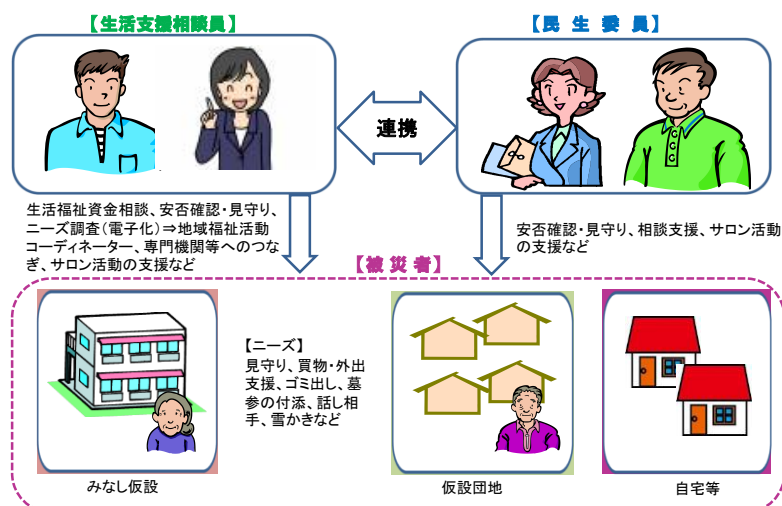 【生活支援相談員】
【民生委員】
連携
生活福祉資金相談、安否確認・見守り、
ニーズ調査(電子化)⇒地域福祉活動
コーディネーター、専門機関等へのつな
ぎ、サロン活動の支援など
安否確認・見守り、相談支援、サロン活動
の支援など
【被災者】
【ニーズ】
見守り、買物・外出
支援、ゴミ出し、墓
参の付添、話し相
手、雪かきなど
みなし仮設
仮設団地
自宅等